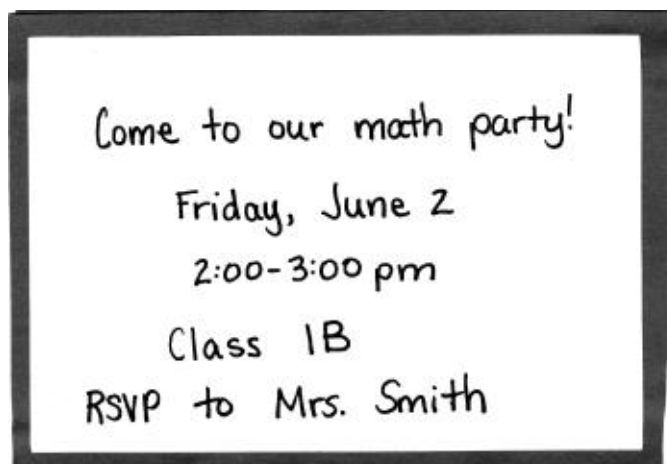 Come to our math party!
Friday, June 2
2:00-3:00 pm
Class 1B
RSVP to Mrs. Smith